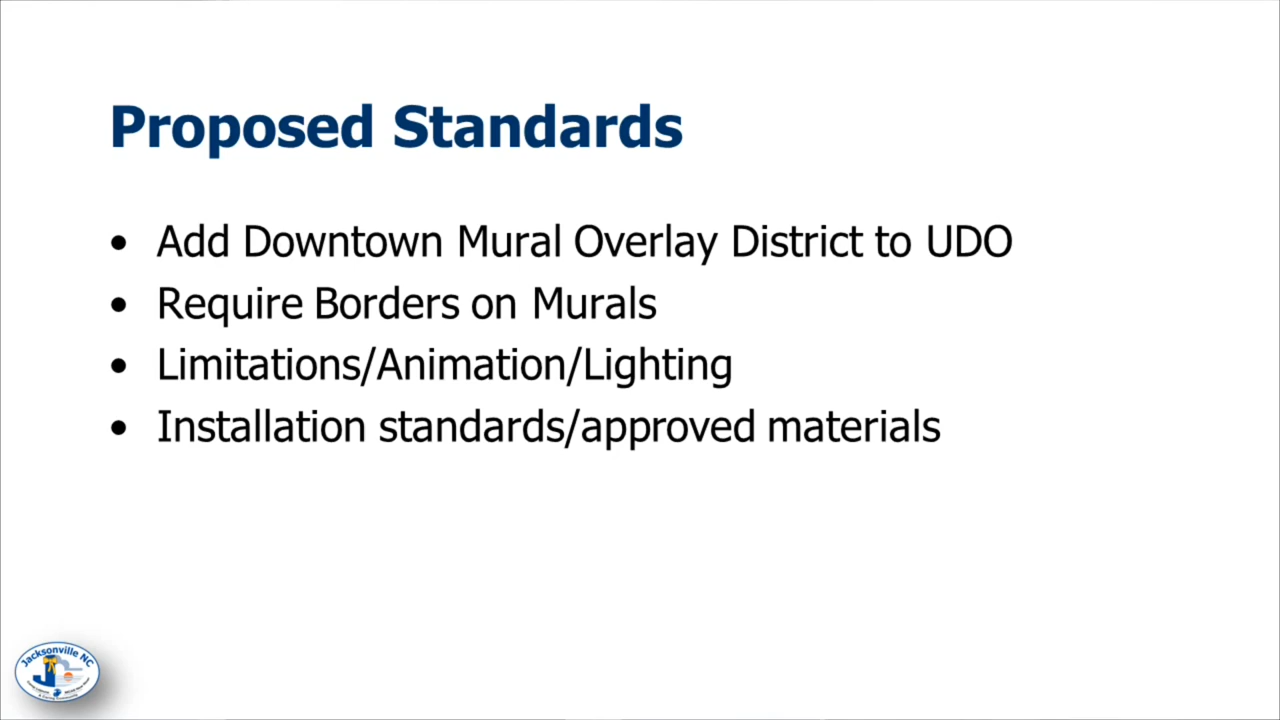 Proposed Standards
• Add Downtown Mural Overlay District to UDO
• Require Borders on Murals
• Limitations/Animation/Lighting
• Installation standards/approved materials
Jacksonville NC